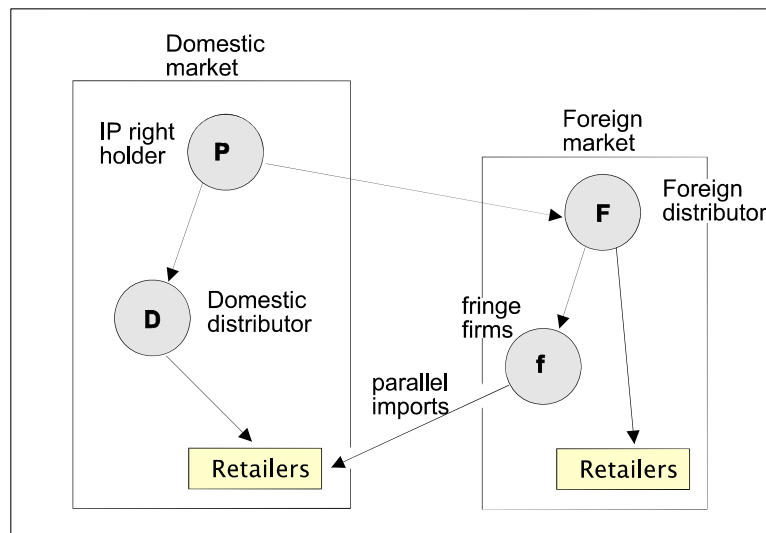 Domestic
market
IP right
holder
P
Foreign
market
F
Foreign
distributor
D
Domestic
distributor
fringe
firms
f
parallel
imports
Retailers
Retailers